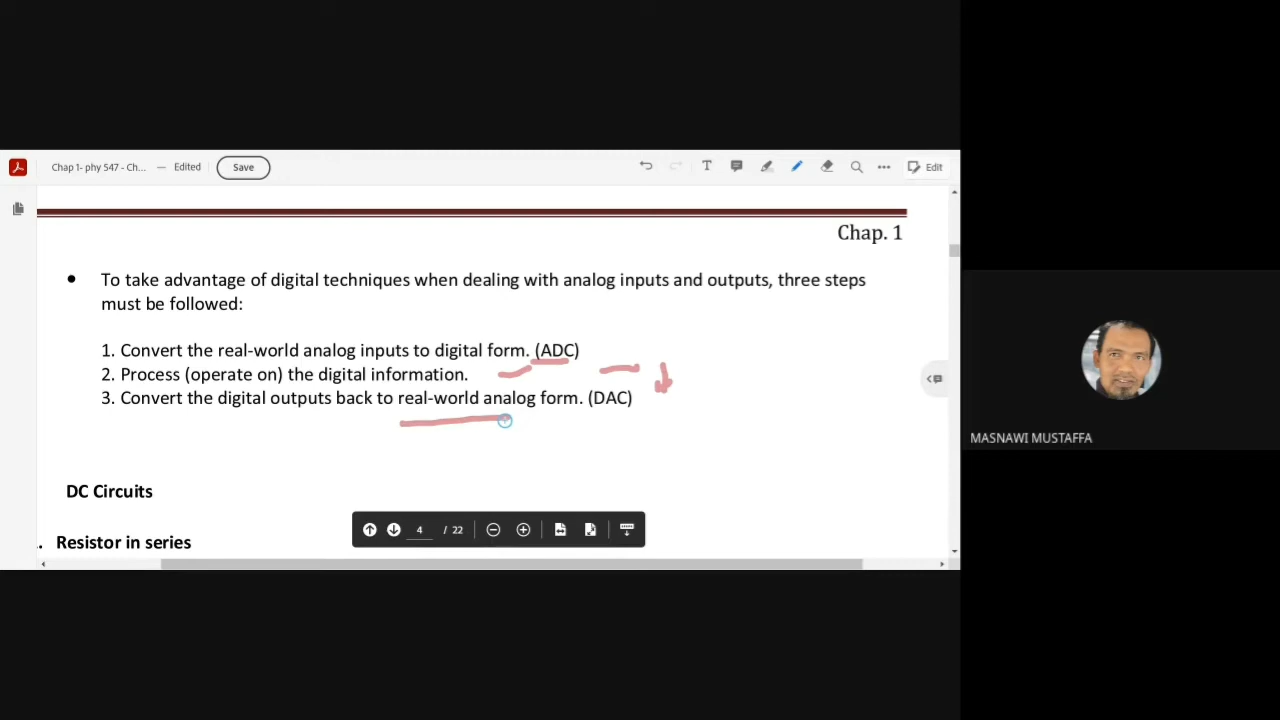 Chap 1- phy 547 - Ch... — Edited Save Edit
Chap. 1
• To take advantage of digital techniques when dealing with analog inputs and outputs, three steps
must be followed:
1. Convert the real-world analog inputs to digital form. (ADC)
2. Process (operate on) the digital information.
3. Convert the digital outputs back to real-world analog form. (DAC)
MASNAWI MUSTAFFA
DC Circuits
4 / 22
. Resistor in series